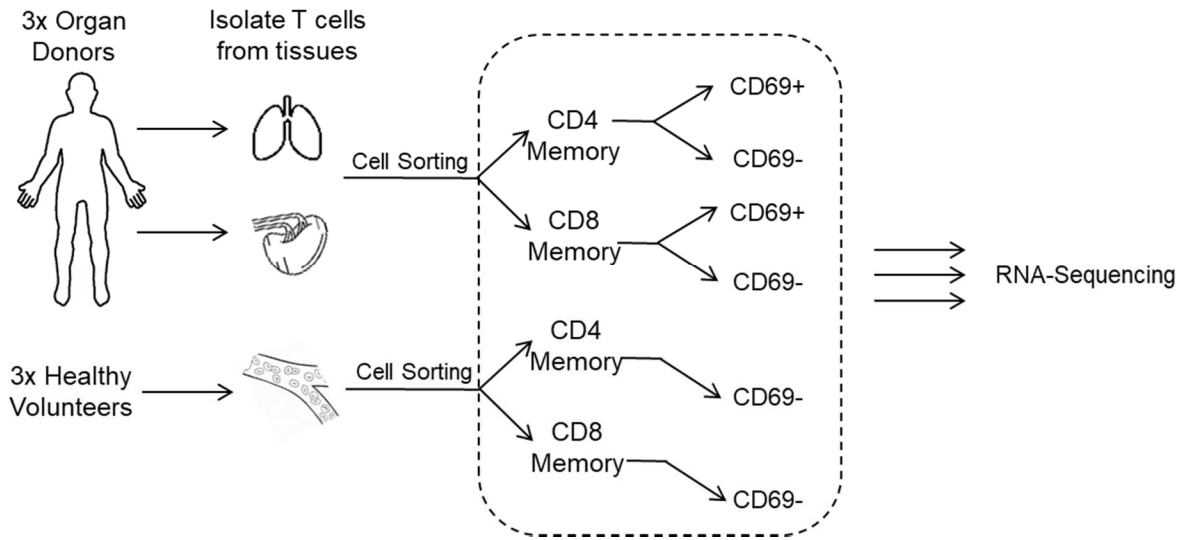 3x Organ
Donors
Isolate T cells
from tissues
Cell Sorting
CD4
Memory
CD69+
CD69-
CD8
Memory
CD69+
CD69-
RNA-Sequencing
3x Healthy
Volunteers
Cell Sorting
CD4
Memory
CD69-
CD8
Memory
CD69-